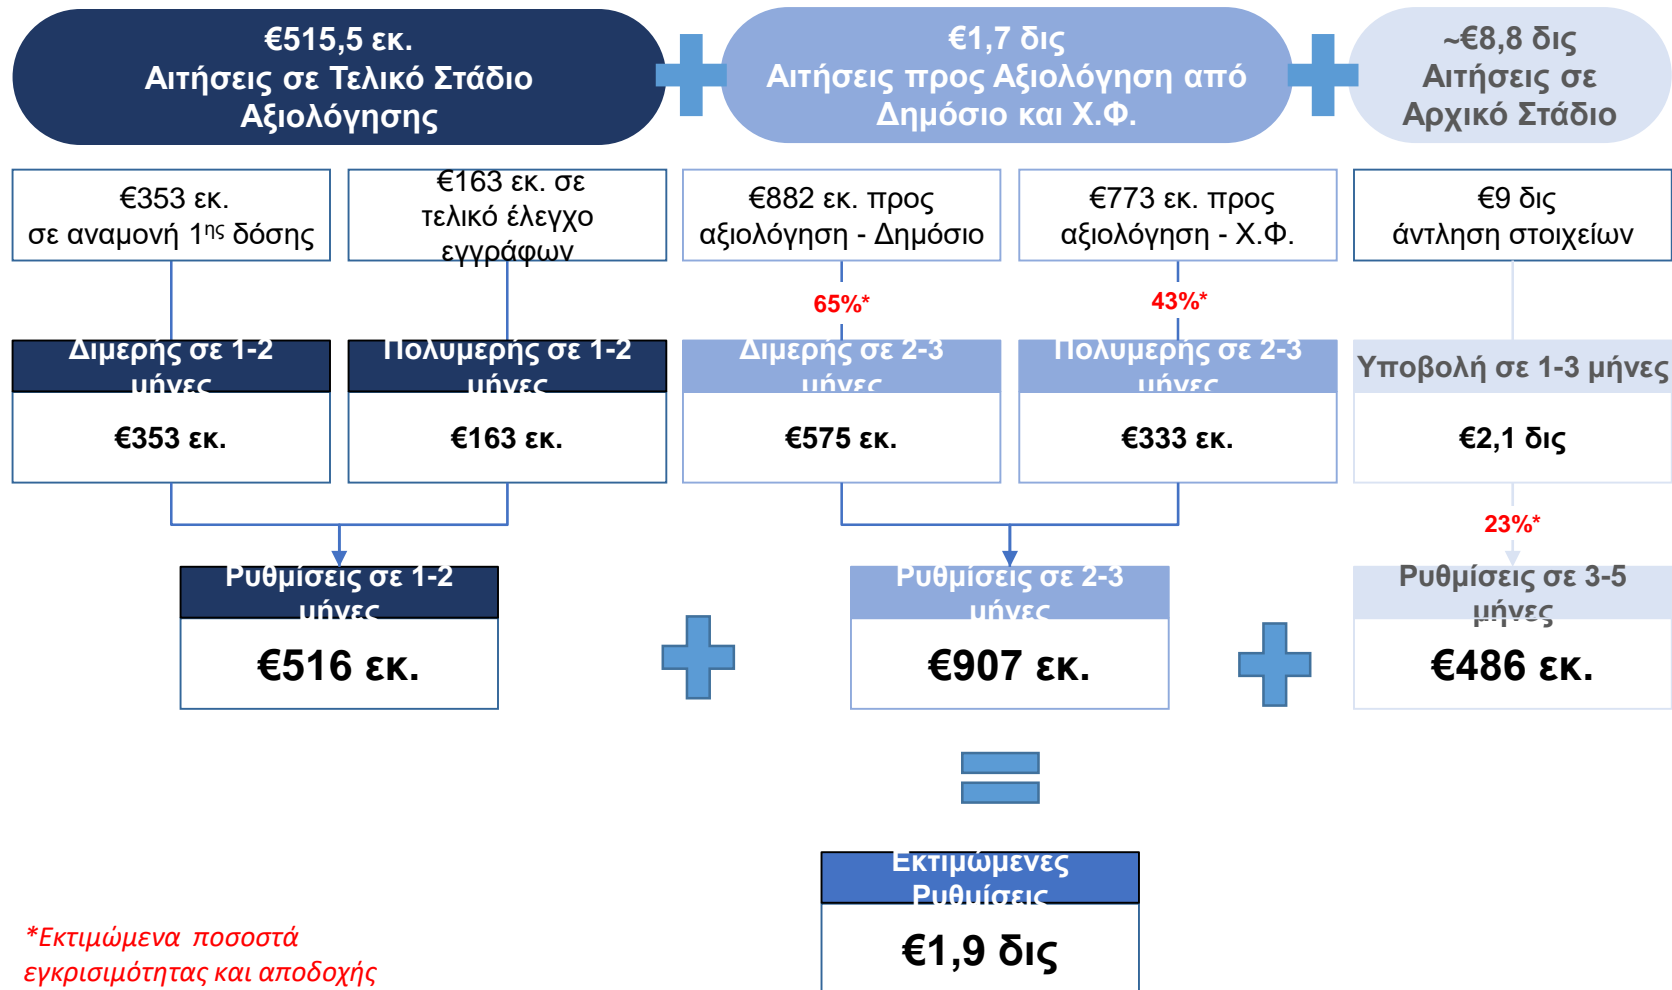 €515,5 εκ.
Αιτήσεις σε Τελικό Στάδιο
Αξιολόγησης
€1,7 δις
Αιτήσεις προς Αξιολόγηση από
Δημόσιο και Χ.Φ.
~€8,8 δις
Αιτήσεις σε
Αρχικό Στάδιο
€353 εκ.
σε αναμονή 1ης δόσης
€163 εκ. σε
τελικό έλεγχο
εγγράφων
€882 εκ. προς
αξιολόγηση - Δημόσιο
€773 εκ. προς
αξιολόγηση - Χ.Φ.
€9 δις
άντληση στοιχείων
65%*
43%*
Διμερής σε 1-2
μήνες
Πολυμερής σε 1-2
μήνες
Διμερής σε 2-3
μήνες
Πολυμερής σε 2-3
μήνες
Υποβολή σε 1-3 μήνες
€353 εκ.
€163 εκ.
€575 εκ.
€333 εκ.
€2,1 δις
23%*
Ρυθμίσεις σε 1-2
μήνες
Ρυθμίσεις σε 2-3
μήνες
Ρυθμίσεις σε 3-5
μήνες
€516 εκ.
€907 εκ.
€486 εκ.
Εκτιμώμενες
Ρυθμίσεις
€1,9 δις
*Εκτιμώμενα ποσοστά
εγκρισιμότητας και αποδοχής